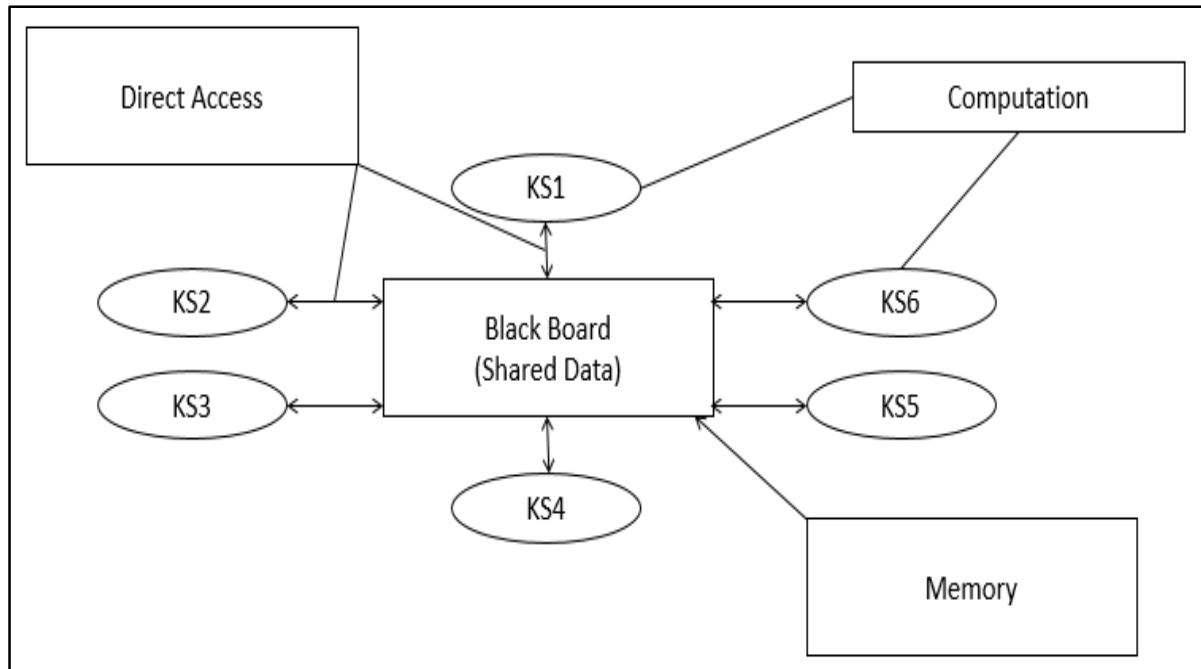 Direct Access
Computation
KS1
KS2
KS6
Black Board
(Shared Data)
KS3
KS5
KS4
Memory